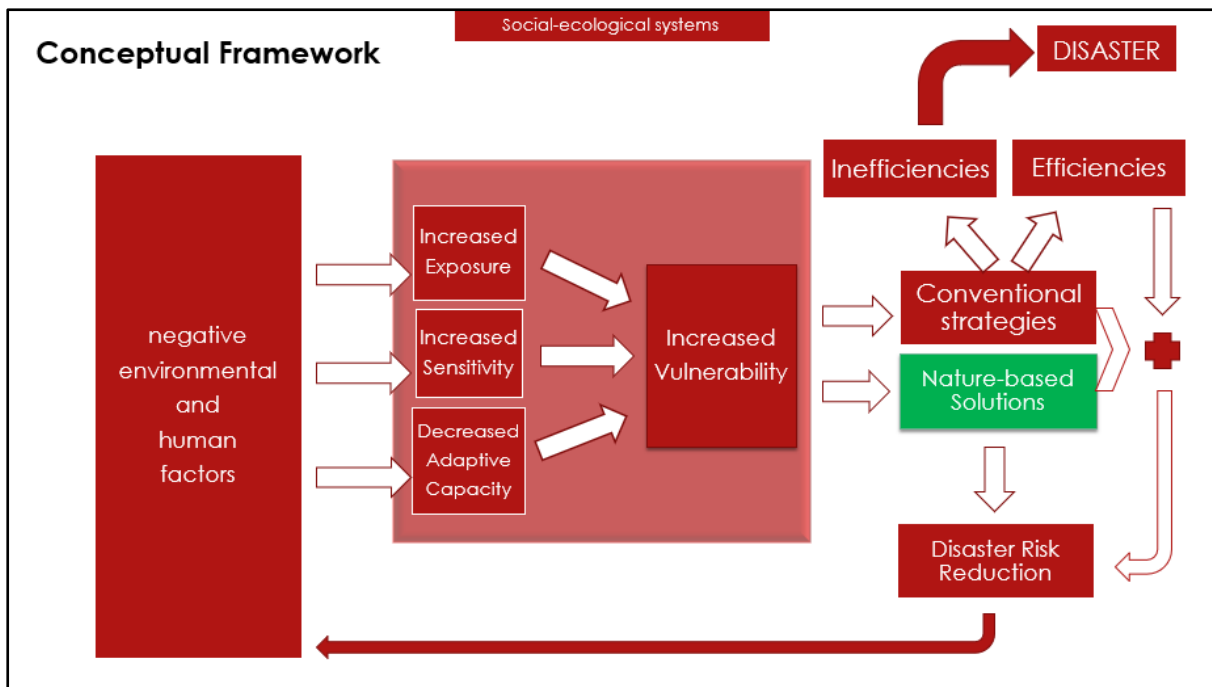 Social-ecological systems
Conceptual Framework
DISASTER
Inefficiencies
Efficiencies
negative
environmental
and
human
factors
Increased
Exposure
Increased
Sensitivity
Decreased
Adaptive
Capacity
Increased
Vulnerability
Conventional
strategies
Nature-based
Solutions
Disaster Risk
Reduction